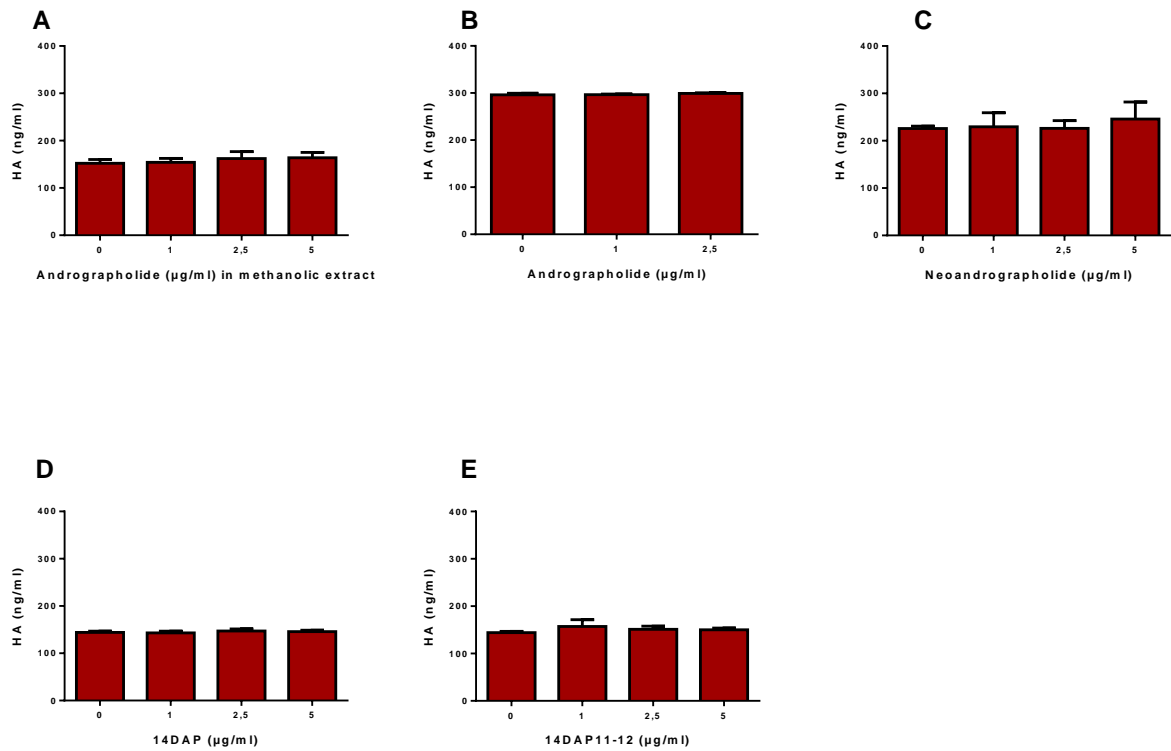 A
400
300
200
100
0
HA (ng/ml)
0 1 2,5 5
Andrographolide (µg/ml) in methanolic extract
B
400
300
200
100
0
HA (ng/ml)
0 1 2,5
Andrographolide (µg/ml)
C
400
300
200
100
0
HA (ng/ml)
0 1 2,5 5
Neoandrographolide (µg/ml)
D
400
300
200
100
0
HA (ng/ml)
0 1 2,5 5
14DAP (µg/ml)
E
400
300
200
100
0
HA (ng/ml)
0 1 2,5 5
14DAP11-12 (µg/ml)